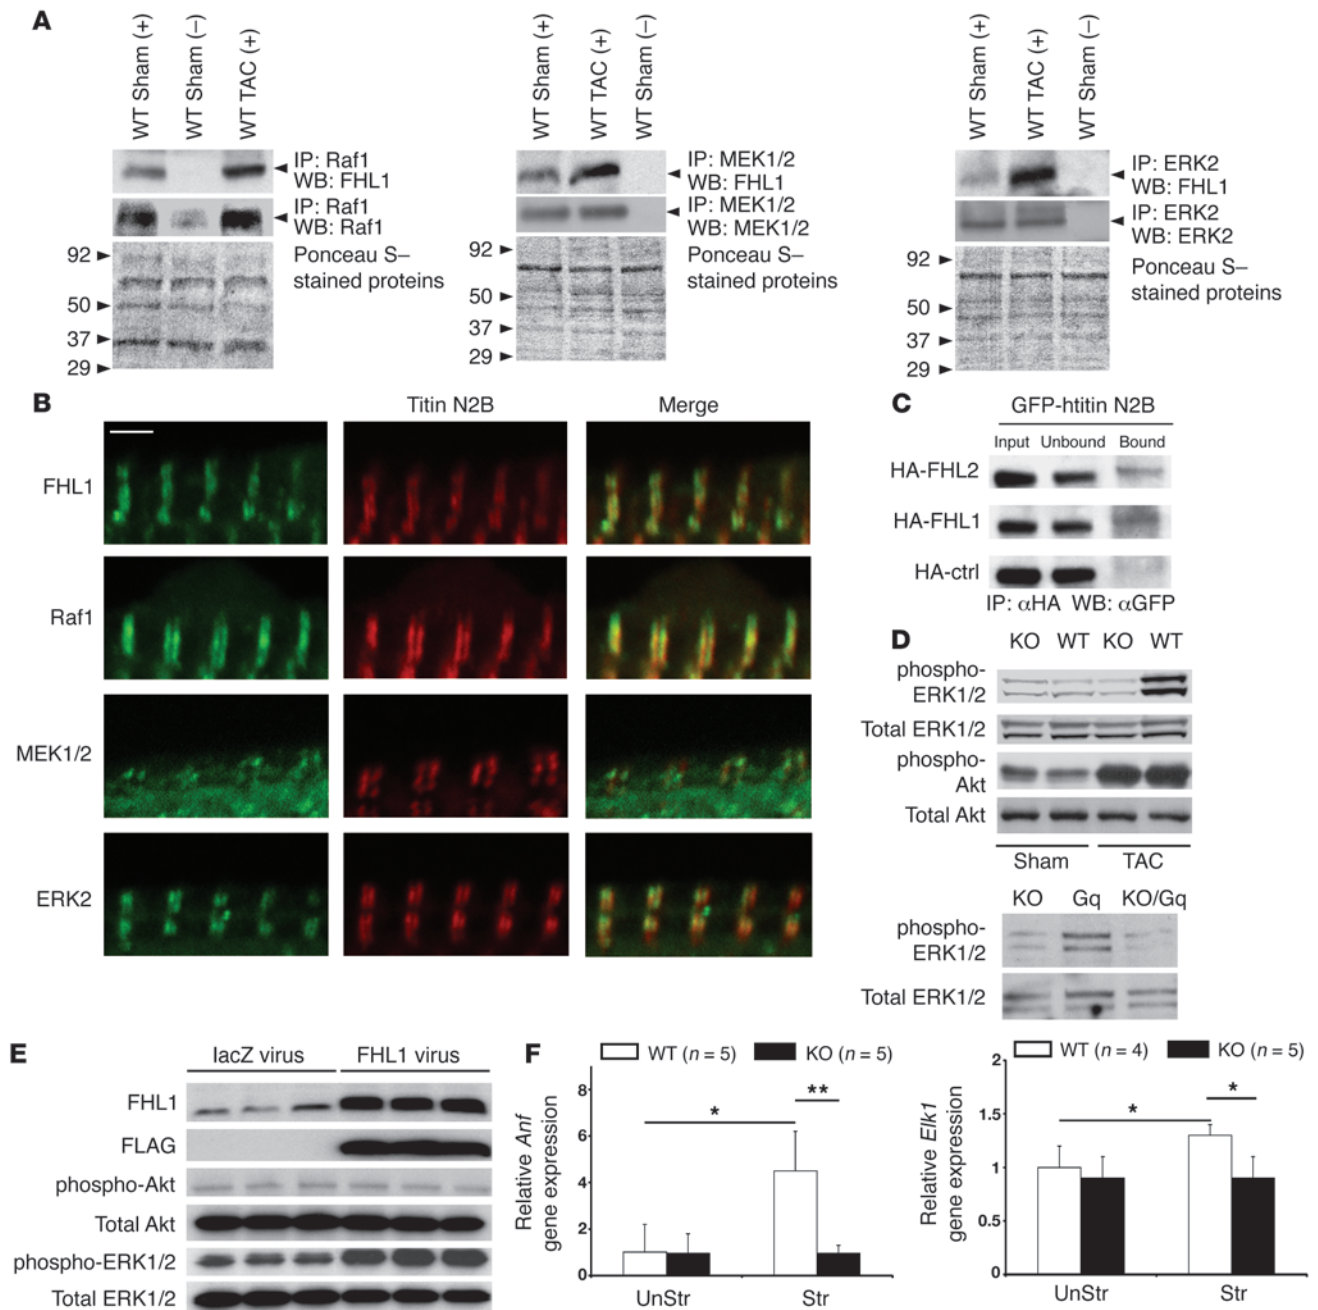 A
WT Sham (+)
WT Sham (–)
WT TAC (+)
IP: Raf1
WB: FHL1
IP: Raf1
WB: Raf1
92
50
37
29
Ponceau S–
stained proteins
WT Sham (+)
WT TAC (+)
WT Sham (–)
IP: MEK1/2
WB: FHL1
IP: MEK1/2
WB: MEK1/2
92
50
37
29
Ponceau S–
stained proteins
WT Sham (+)
WT TAC (+)
WT Sham (–)
IP: ERK2
WB: FHL1
IP: ERK2
WB: ERK2
92
50
37
29
Ponceau S–
stained proteins
B
Titin N2B
Merge
FHL1
Raf1
MEK1/2
ERK2
C
GFP-htitin N2B
Input Unbound Bound
HA-FHL2
HA-FHL1
HA-ctrl
IP: αHA WB: αGFP
D
KO WT KO WT
phospho-
ERK1/2
Total ERK1/2
phospho-
Akt
Total Akt
Sham TAC
KO Gq KO/Gq
phospho-
ERK1/2
Total ERK1/2
E
lacZ virus FHL1 virus
FHL1
FLAG
phospho-Akt
Total Akt
phospho-ERK1/2
Total ERK1/2
F
WT (n = 5) KO (n = 5)
Relative Anf
gene expression
8
6
4
2
0
*
**
UnStr Str
WT (n = 4) KO (n = 5)
Relative Elk1
gene expression
2
1.5
1
0.5
0
*
*
UnStr Str